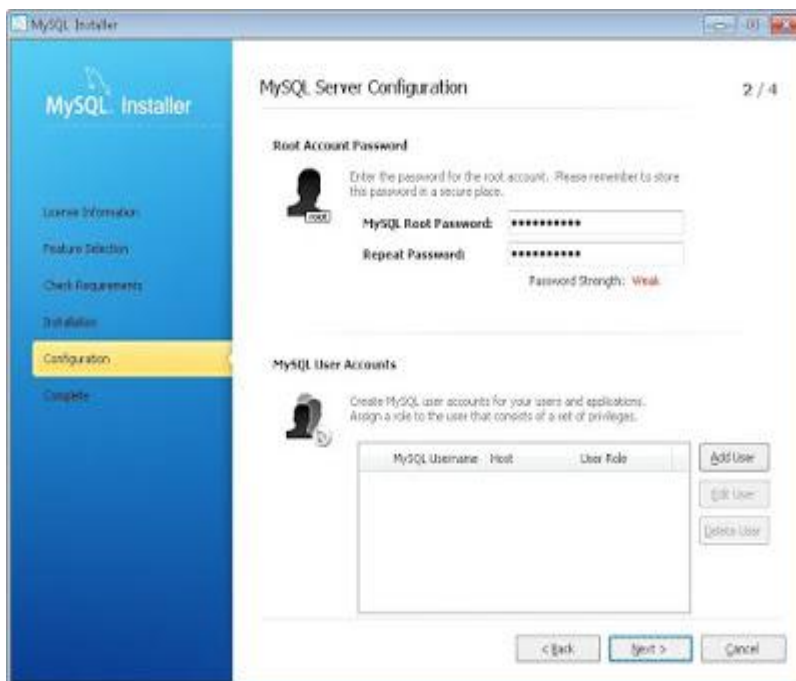 MySQL Installer
MySQL Installer
License Information
Feature Selection
Check Requirements
Installation
Configuration
Complete
MySQL Server Configuration
2 / 4
Root Account Password
Enter the password for the root account. Please remember to store
this password in a secure place.
root
MySQL Root Password: ••••••••••
Repeat Password: ••••••••••
Password Strength: Weak
MySQL User Accounts
Create MySQL user accounts for your users and applications.
Assign a role to the user that consists of a set of privileges.
MySQL Username Host User Role
Add User
Edit User
Delete User
< Back Next > Cancel